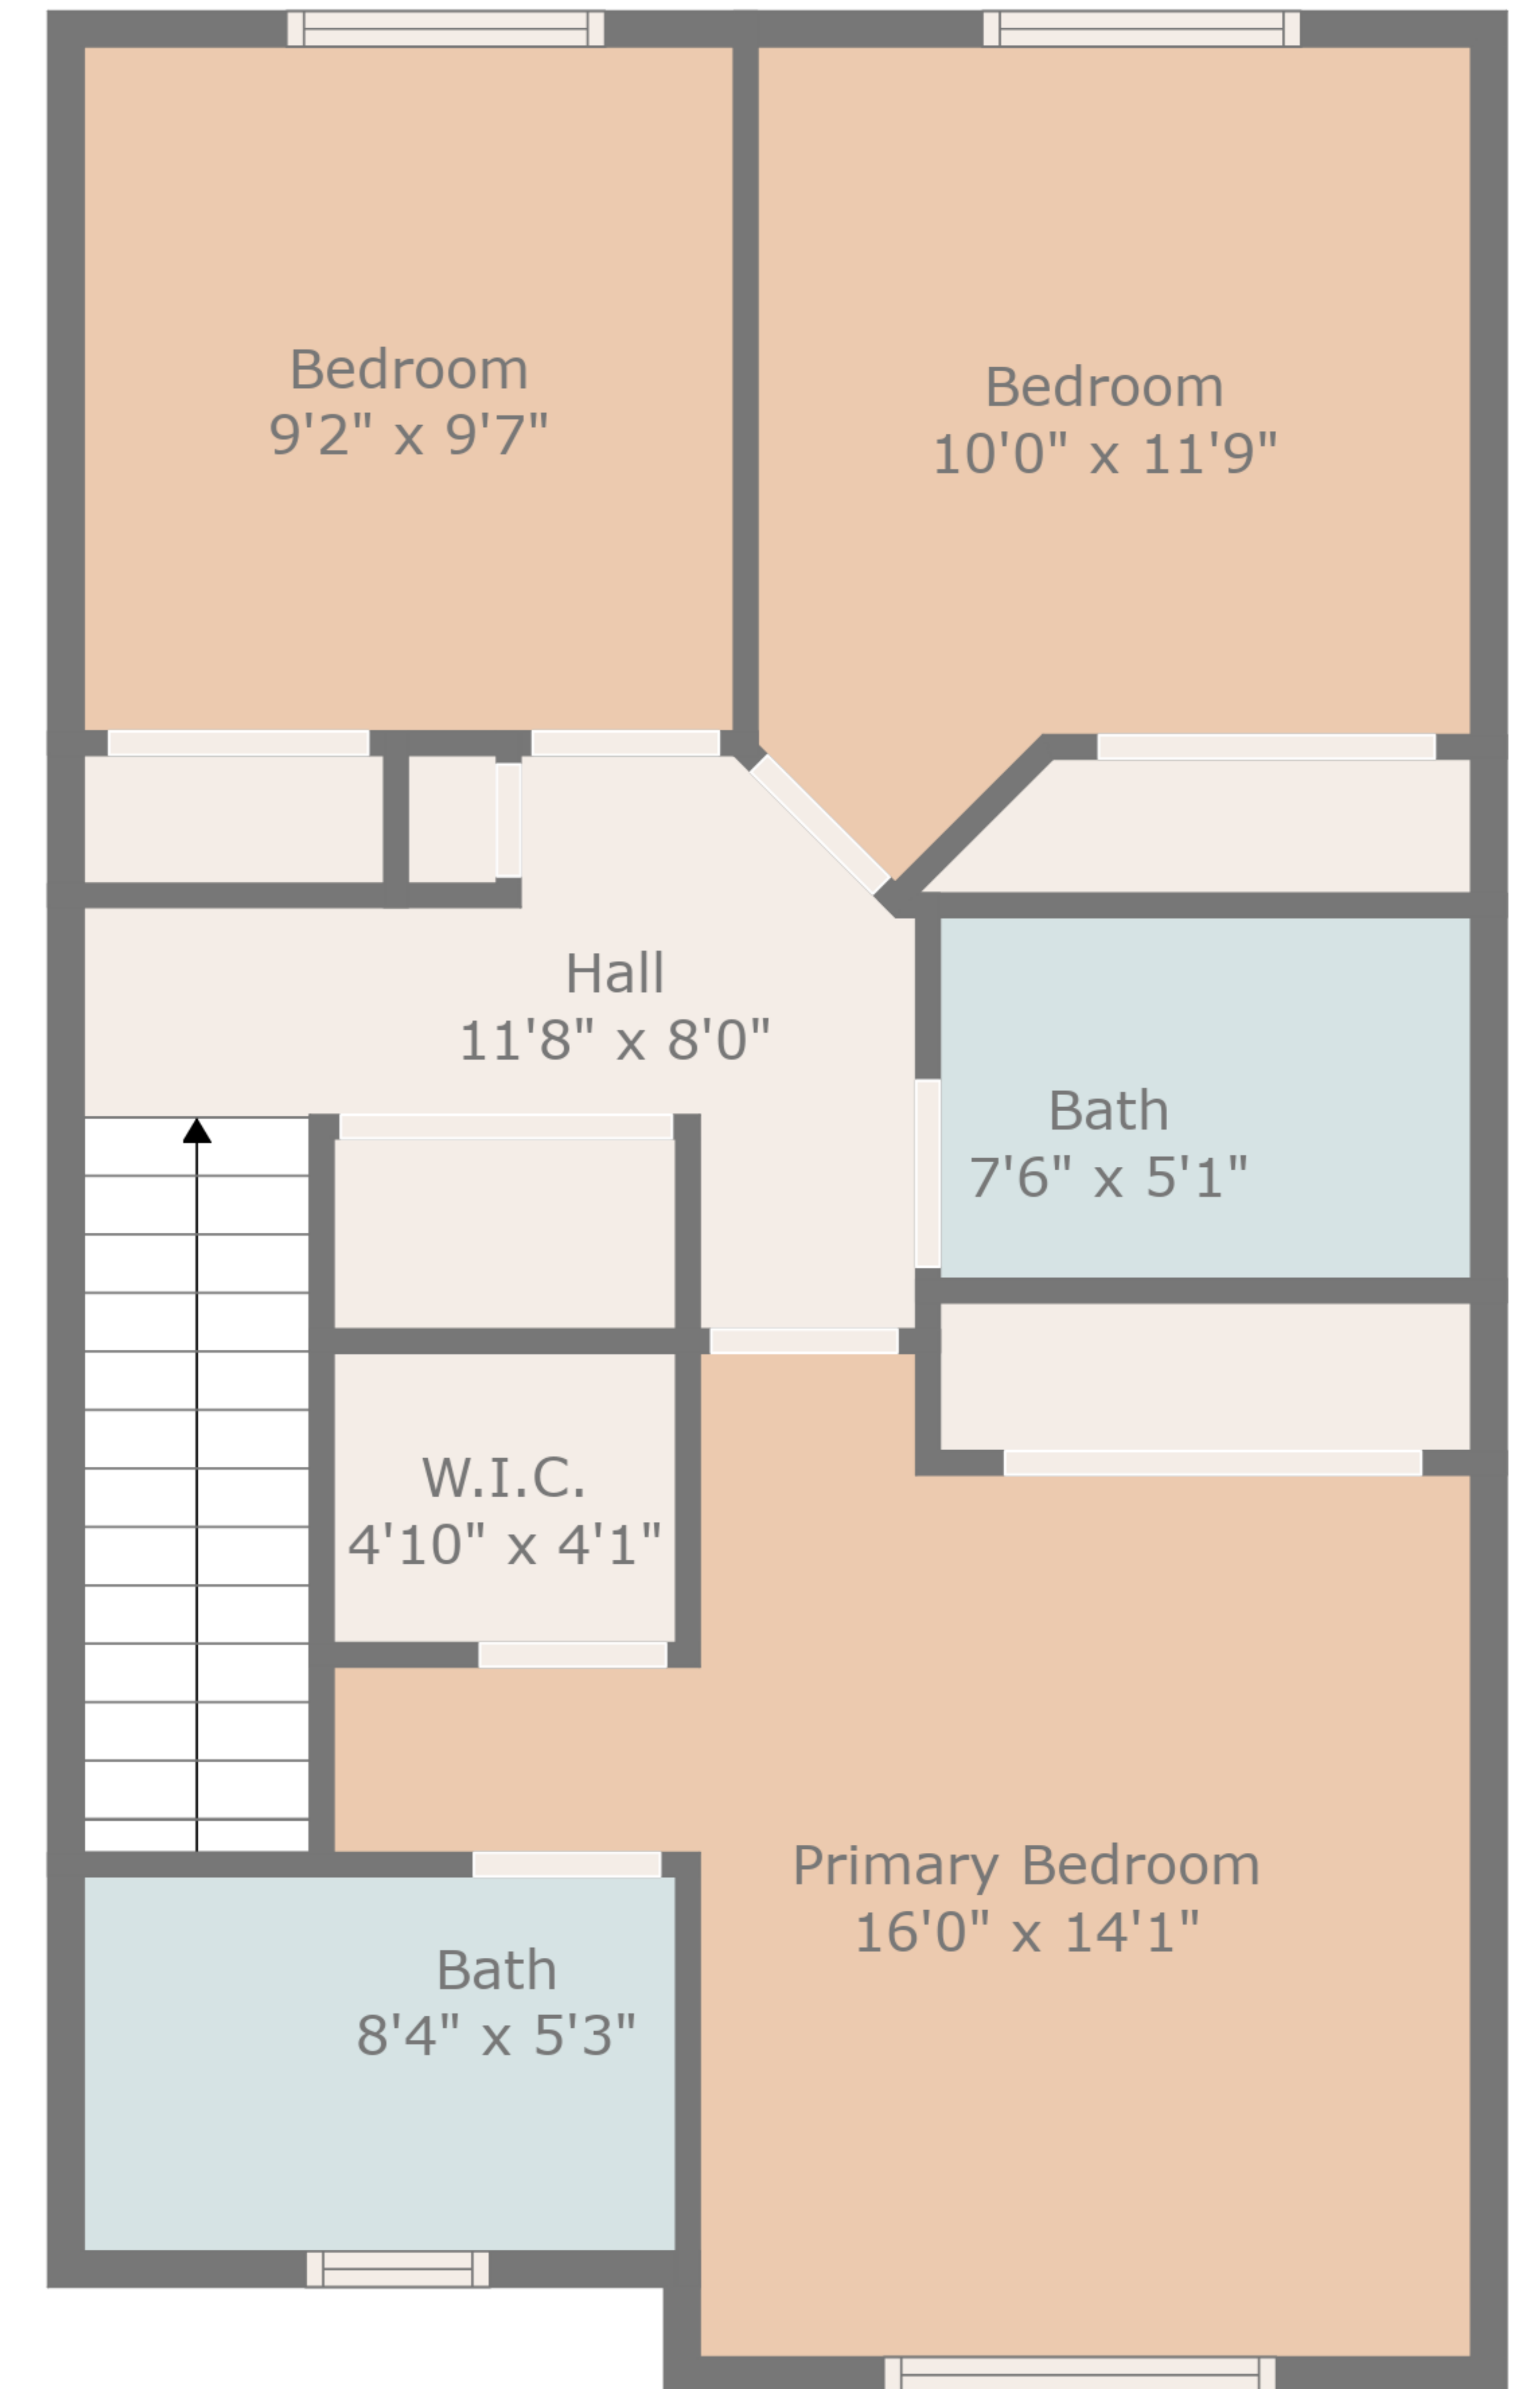 Bedroom
9'2" x 9'7"
Bedroom
10'0" x 11'9"
Hall
11'8" x 8'0"
Bath
7'6" x 5'1"
W.I.C.
4'10" x 4'1"
Primary Bedroom
16'0" x 14'1"
Bath
8'4" x 5'3"